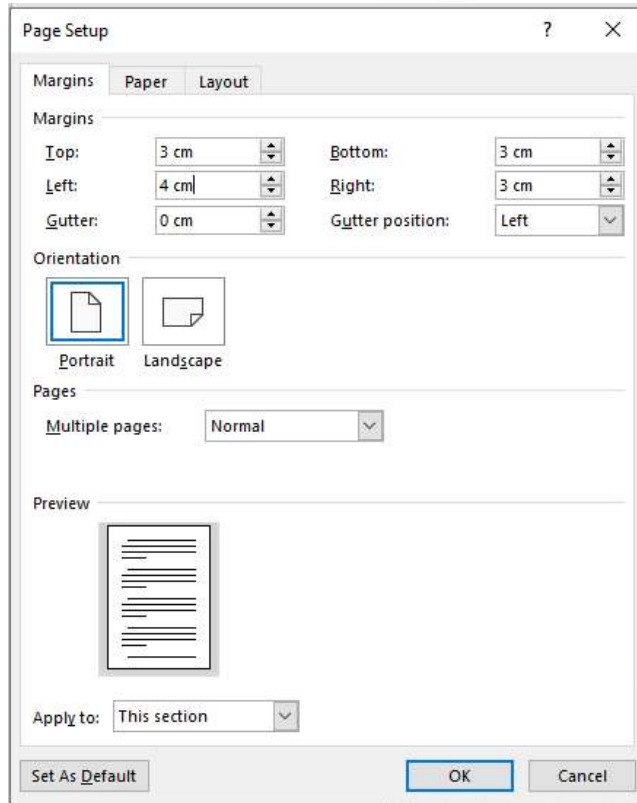 Page Setup ? ×
Margins Paper Layout
Margins
Top: 3 cm Bottom: 3 cm
Left: 4 cm Right: 3 cm
Gutter: 0 cm Gutter position: Left
Orientation
Portrait Landscape
Pages
Multiple pages: Normal
Preview
Apply to: This section
Set As Default OK Cancel